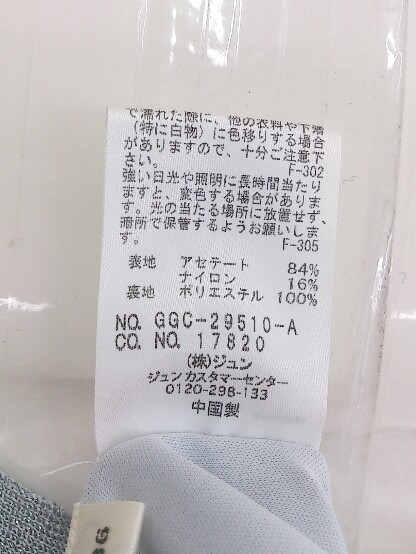 で濡れた際に、他の衣料や下着
(特に白物)に色移りする場合
がありますので、十分ご注意下
さい。 F-302
強い日光や照明に長時間当たり
ますと、変色する場合がありま
す。光の当たる場所に放置せず、
暗所で保管するようお願いしま
す。 F-305
表地 アセテート 84%
ナイロン 16%
裏地 ポリエステル 100%
NO. GGC-29510-A
CO. NO. 17820
(株)ジュン
ジュンカスタマーセンター
0120-298-133
中国製